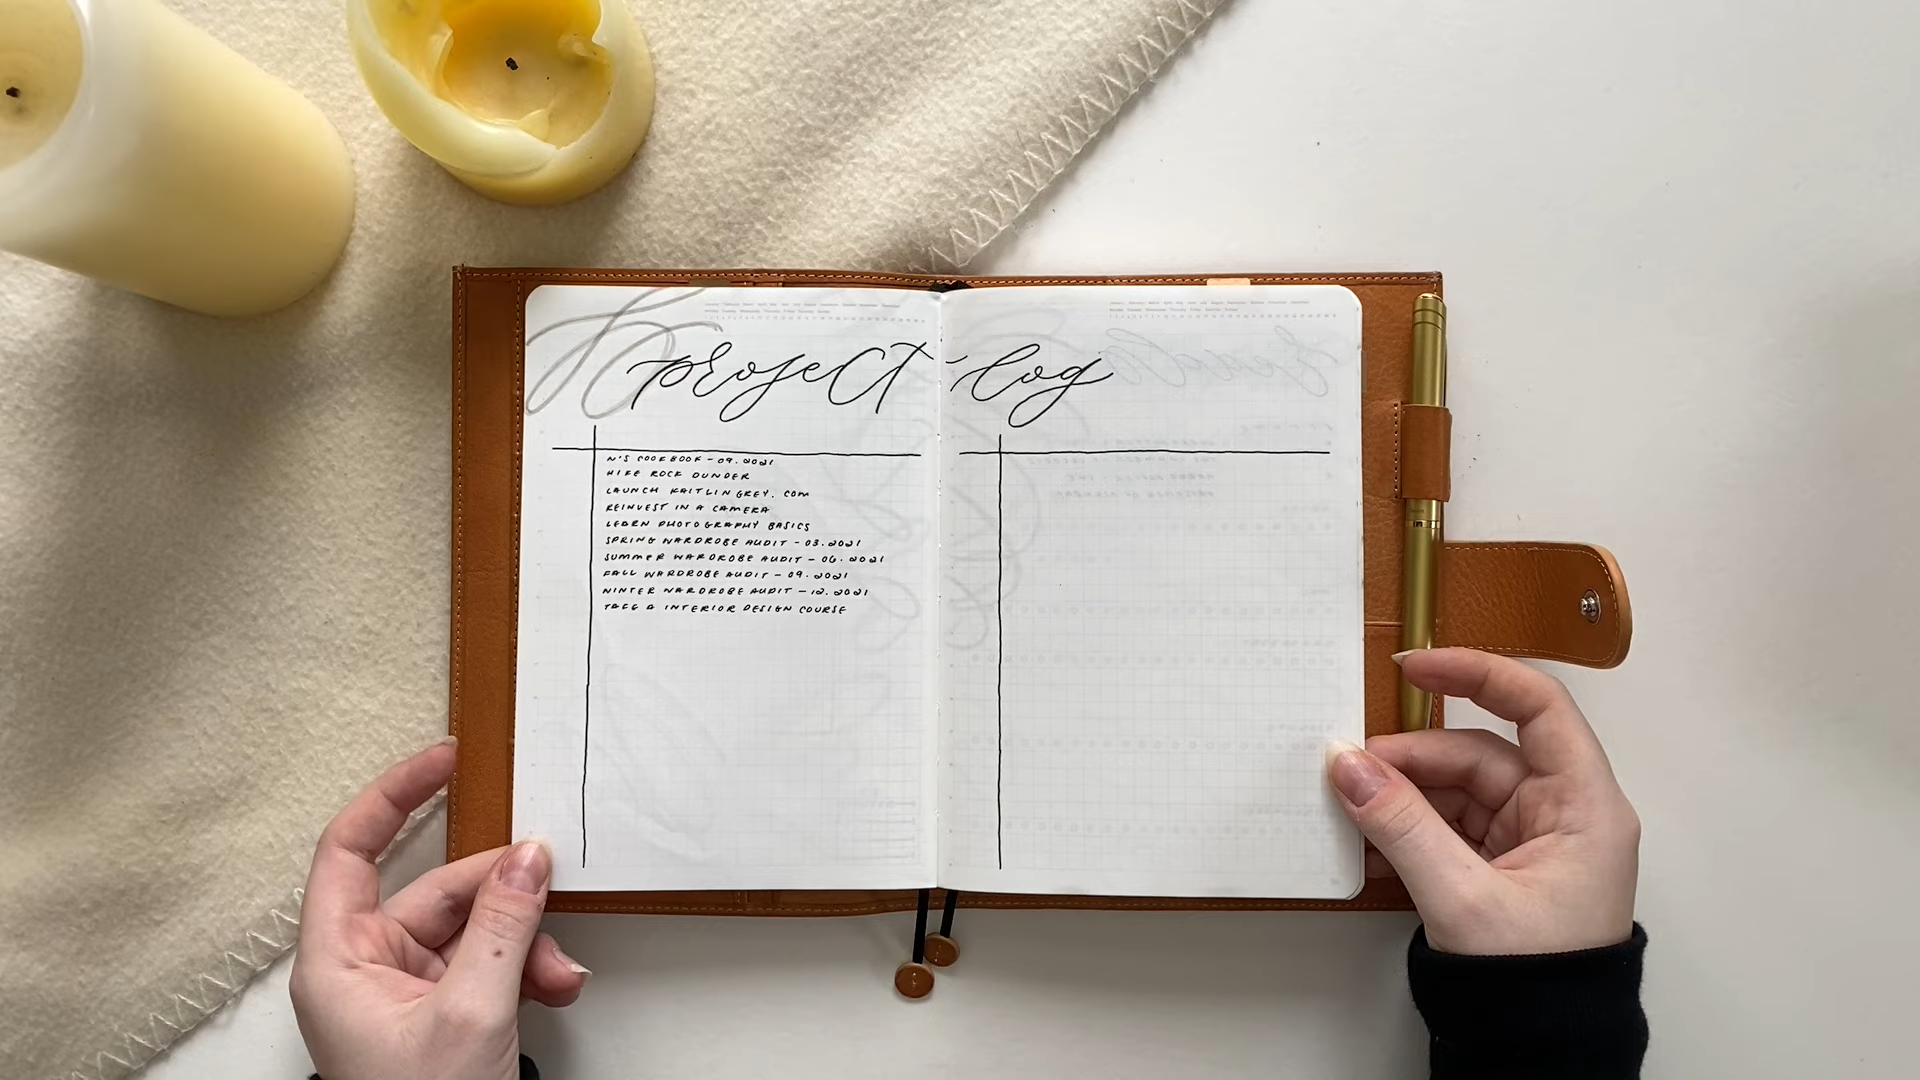 project - log
N'S COOKBOOK - 09.2021
HIKE ROCK DUNDER
LAUNCH KAITLINGREY.COM
REINVEST IN A CAMERA
LEARN PHOTOGRAPHY BASICS
SPRING WARDROBE AUDIT - 03.2021
SUMMER WARDROBE AUDIT - 06.2021
FALL WARDROBE AUDIT - 09.2021
WINTER WARDROBE AUDIT - 12.2021
TAKE A INTERIOR DESIGN COURSE